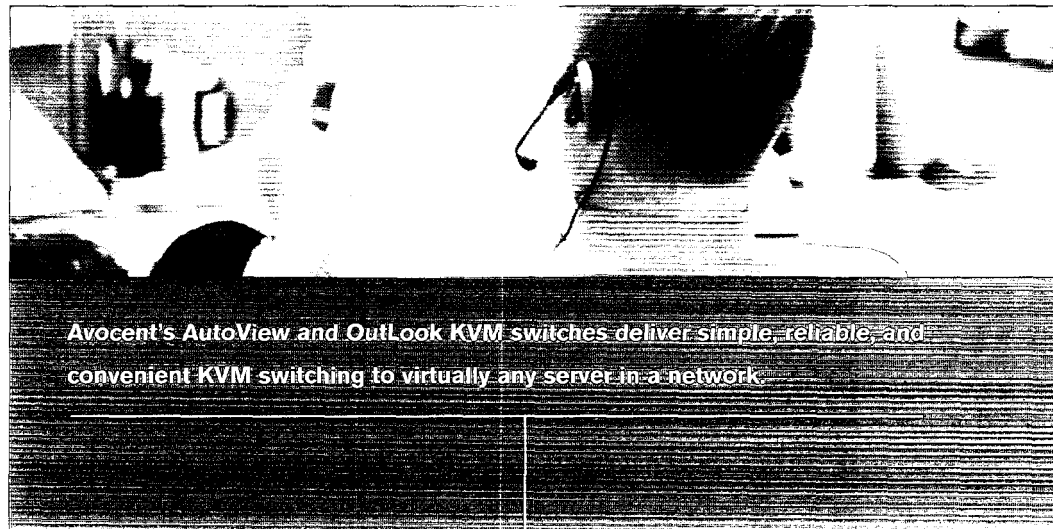 Avocent's AutoView and OutLook KVM switches deliver simple, reliable, and
convenient KVM switching to virtually any server in a network.